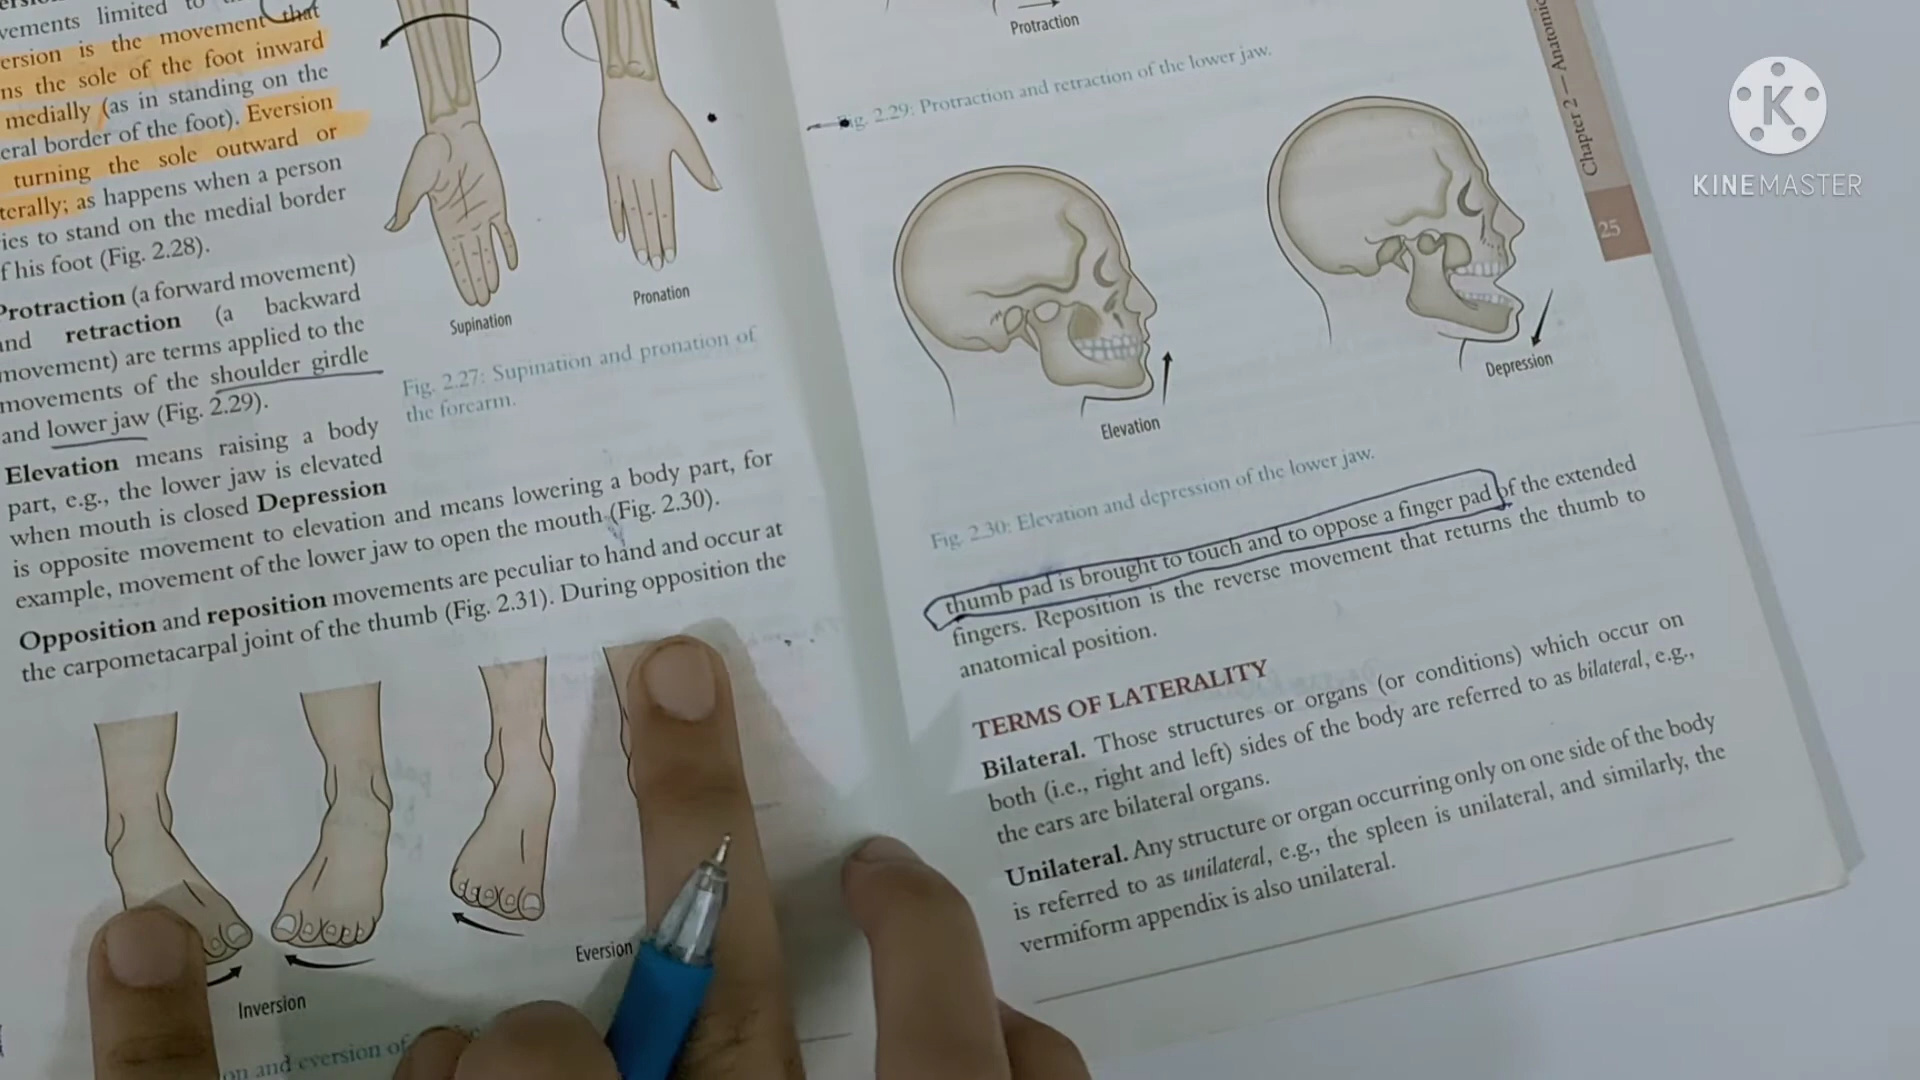 vements limited to
ersion is the movement that
ns the sole of the foot inward
medially (as in standing on the
eral border of the foot). Eversion
turning the sole outward or
terally; as happens when a person
ies to stand on the medial border
f his foot (Fig. 2.28).
Protraction (a forward movement)
and retraction (a backward
movement) are terms applied to the
movements of the shoulder girdle
and lower jaw (Fig. 2.29).
Elevation means raising a body
part, e.g., the lower jaw is elevated
when mouth is closed Depression
is opposite movement to elevation and means lowering a body part, for
example, movement of the lower jaw to open the mouth (Fig. 2.30).
Opposition and reposition movements are peculiar to hand and occur at
the carpometacarpal joint of the thumb (Fig. 2.31). During opposition the
Supination
Pronation
Fig. 2.27: Supination and pronation of
the forearm.
Inversion
Eversion
on and eversion of
Protraction
Fig. 2.29: Protraction and retraction of the lower jaw.
Elevation
Depression
Fig. 2.30: Elevation and depression of the lower jaw.
thumb pad is brought to touch and to oppose a finger pad of the extended
fingers. Reposition is the reverse movement that returns the thumb to
anatomical position.
TERMS OF LATERALITY
Bilateral. Those structures or organs (or conditions) which occur on
both (i.e., right and left) sides of the body are referred to as bilateral, e.g.,
the ears are bilateral organs.
Unilateral. Any structure or organ occurring only on one side of the body
is referred to as unilateral, e.g., the spleen is unilateral, and similarly, the
vermiform appendix is also unilateral.
Chapter 2 — Anatomic
25
K
KINEMASTER